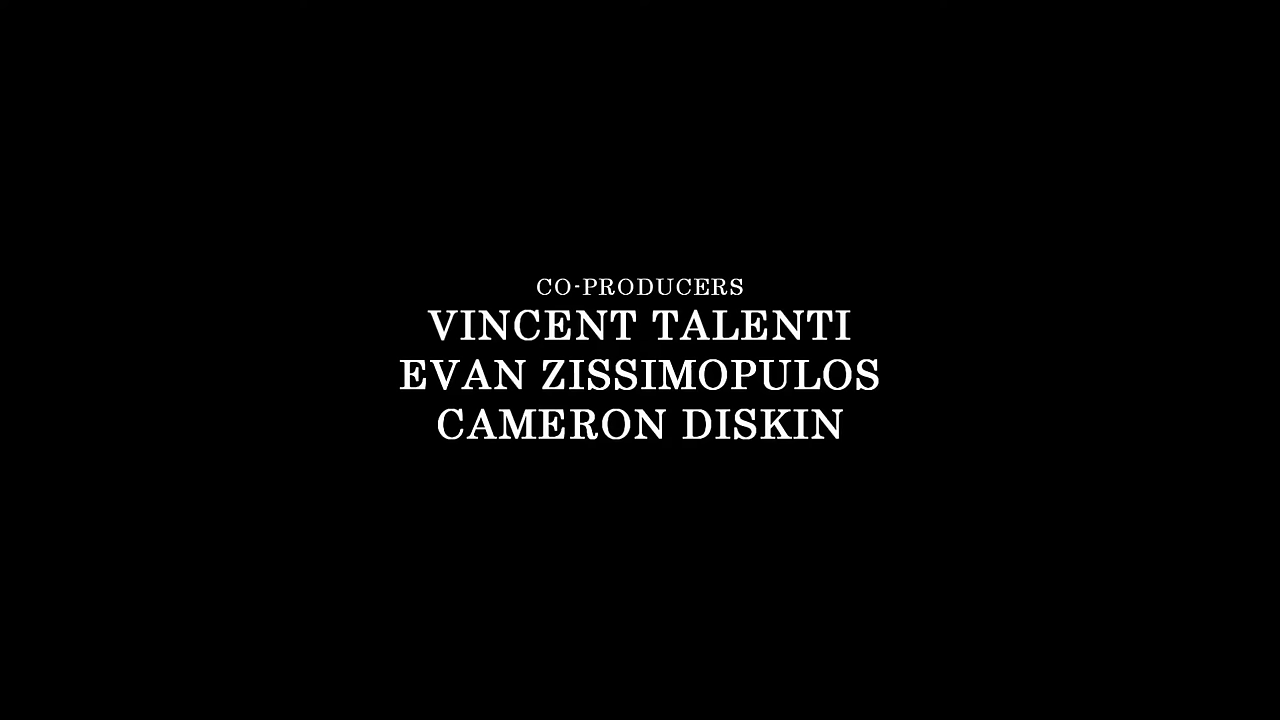 CO-PRODUCERS
VINCENT TALENTI
EVAN ZISSIMOPULOS
CAMERON DISKIN